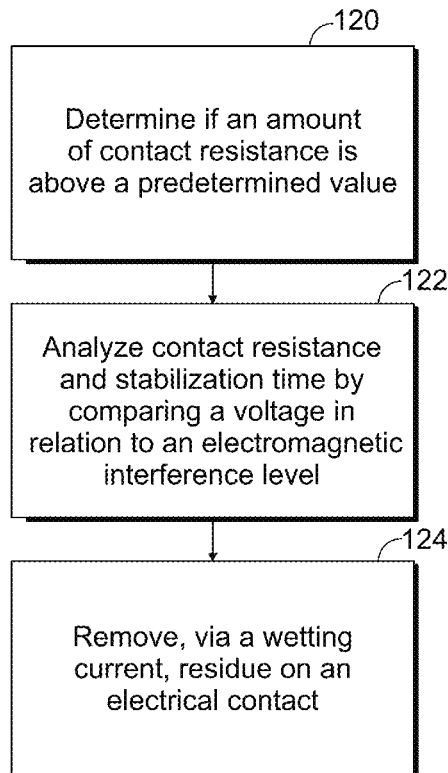 120
Determine if an amount
of contact resistance is
above a predetermined value
122
Analyze contact resistance
and stabilization time by
comparing a voltage in
relation to an electromagnetic
interference level
124
Remove, via a wetting
current, residue on an
electrical contact